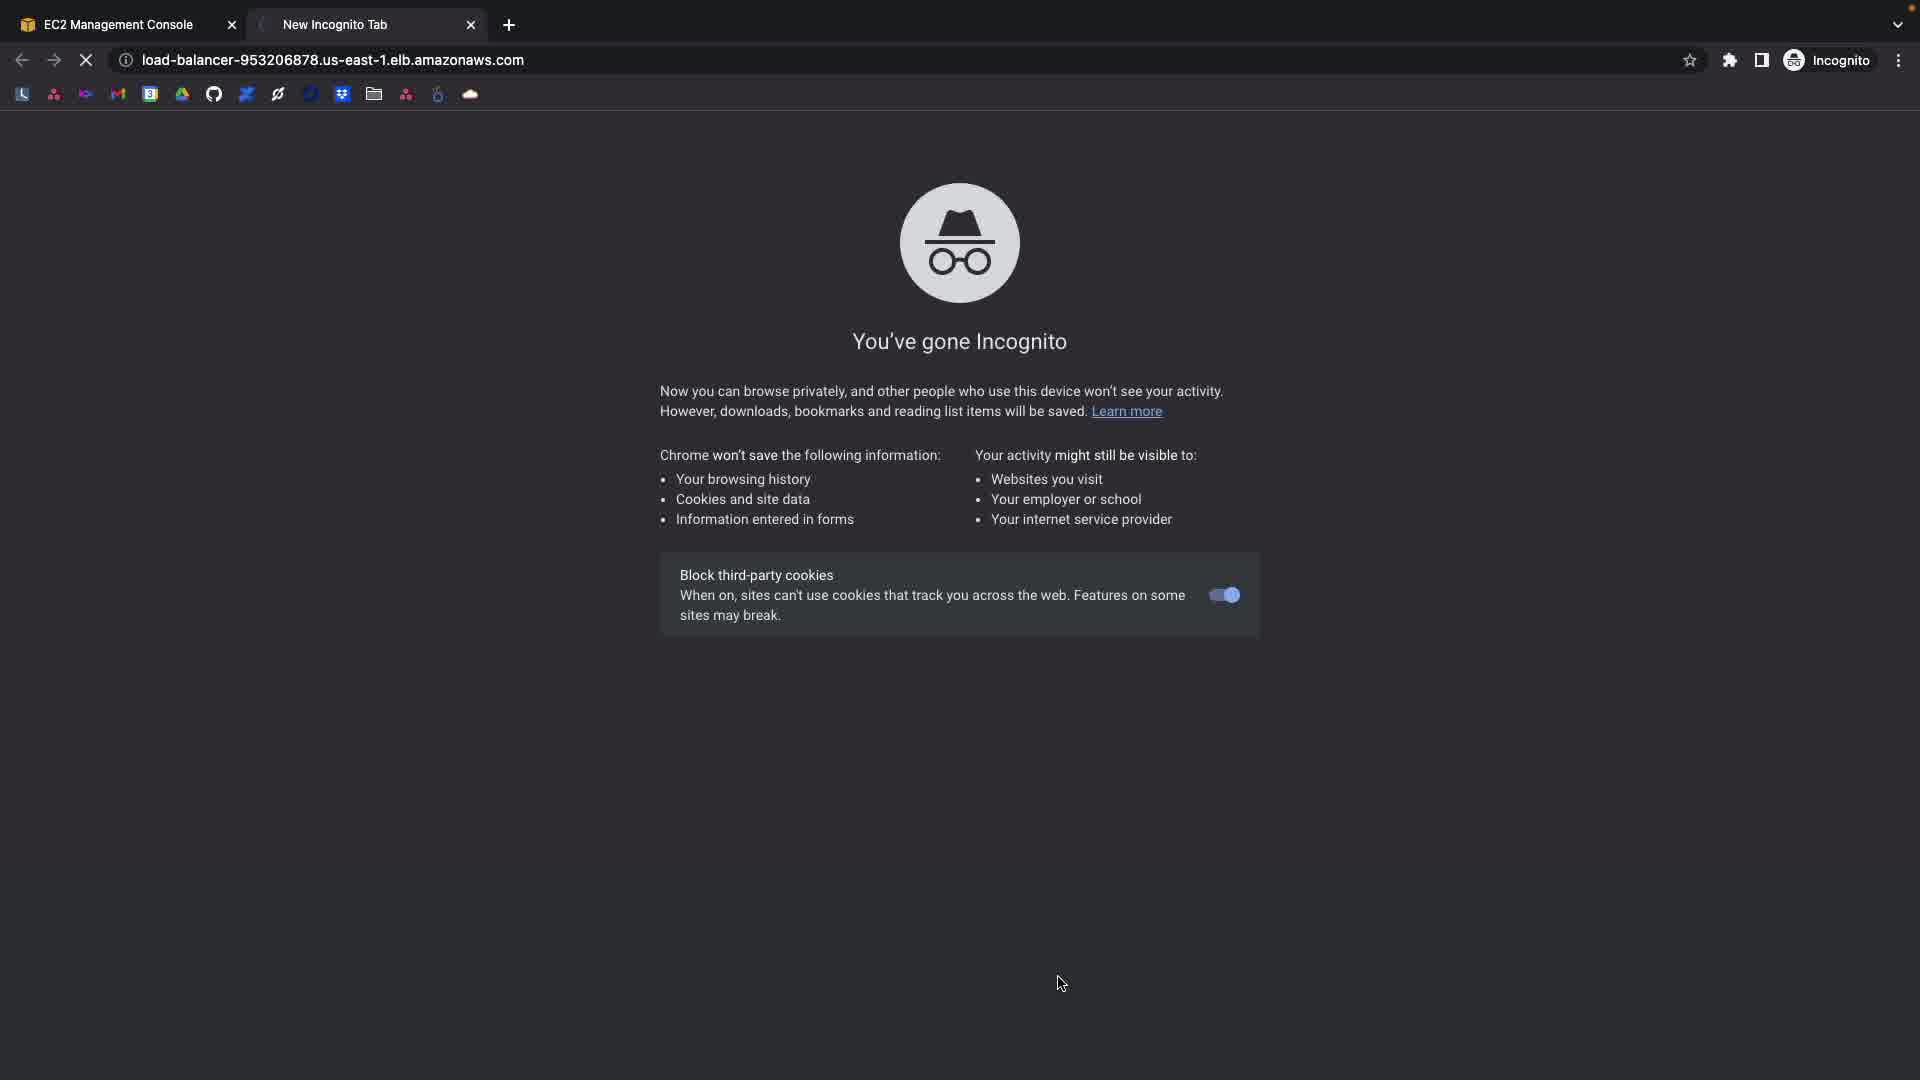 EC2 Management Console
New Incognito Tab
load-balancer-953206878.us-east-1.elb.amazonaws.com
Incognito
You've gone Incognito
Now you can browse privately, and other people who use this device won't see your activity.
However, downloads, bookmarks and reading list items will be saved. Learn more
Chrome won't save the following information:
Your browsing history
Cookies and site data
Information entered in forms
Your activity might still be visible to:
Websites you visit
Your employer or school
Your internet service provider
Block third-party cookies
When on, sites can't use cookies that track you across the web. Features on some
sites may break.